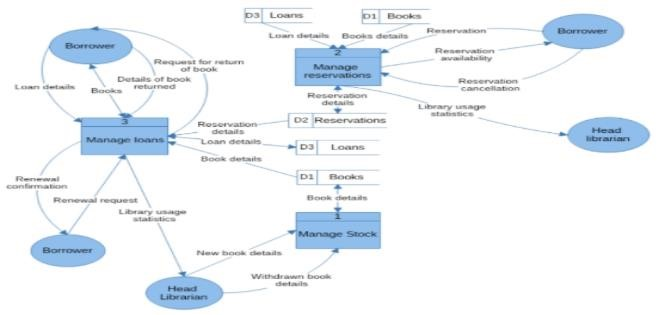 D3 Loans
D1 Books
Loan details
Books details
Reservation
Borrower
2
Manage
reservations
Reservation
availability
Reservation
cancellation
Borrower
Request for return
of book
Loan details
Books
Details of book
returned
Reservation
details
Library usage
statistics
Head
librarian
3
Manage loans
Reservation
details
D2 Reservations
Loan details
D3 Loans
Book details
D1 Books
Renewal
confirmation
Renewal request
Library usage
statistics
Book details
1
Manage Stock
Borrower
New book details
Withdrawn book
details
Head
Librarian